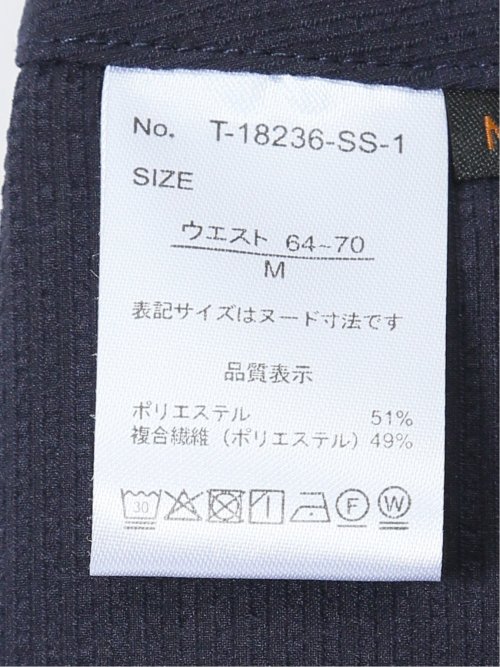 No. T-18236-SS-1
SIZE
ウエスト 64~70
M
表記サイズはヌード寸法です
品質表示
ポリエステル 51%
複合繊維(ポリエステル)49%
30 F W